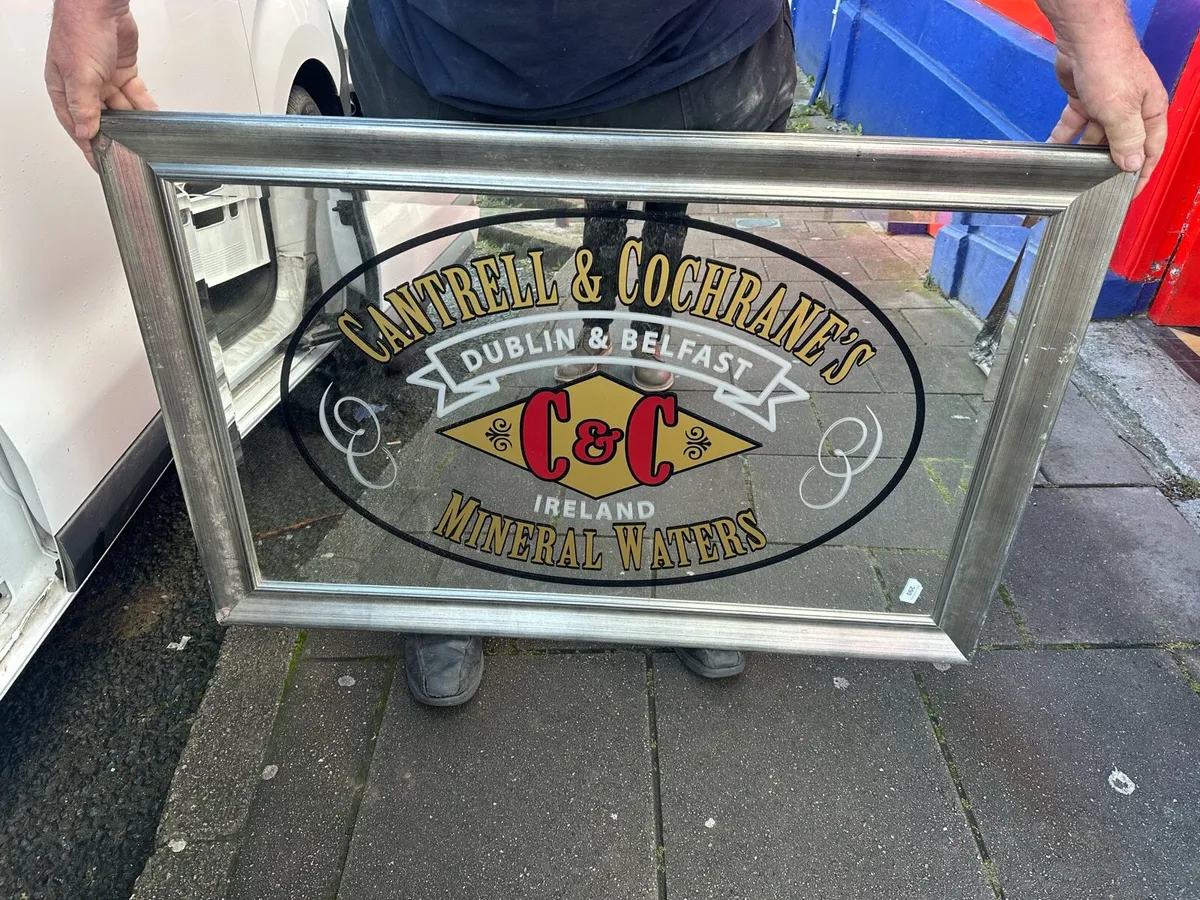 CANTRELL & COCHRANE'S
DUBLIN & BELFAST
C&C
IRELAND
MINERAL WATERS